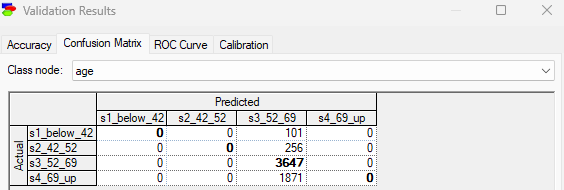 Validation Results
Accuracy Confusion Matrix ROC Curve Calibration
Class node: age
Predicted
s1_below_42 s2_42_52 s3_52_69 s4_69_up
Actual
s1_below_42 0 0 101 0
s2_42_52 0 0 256 0
s3_52_69 0 0 3647 0
s4_69_up 0 0 1871 0